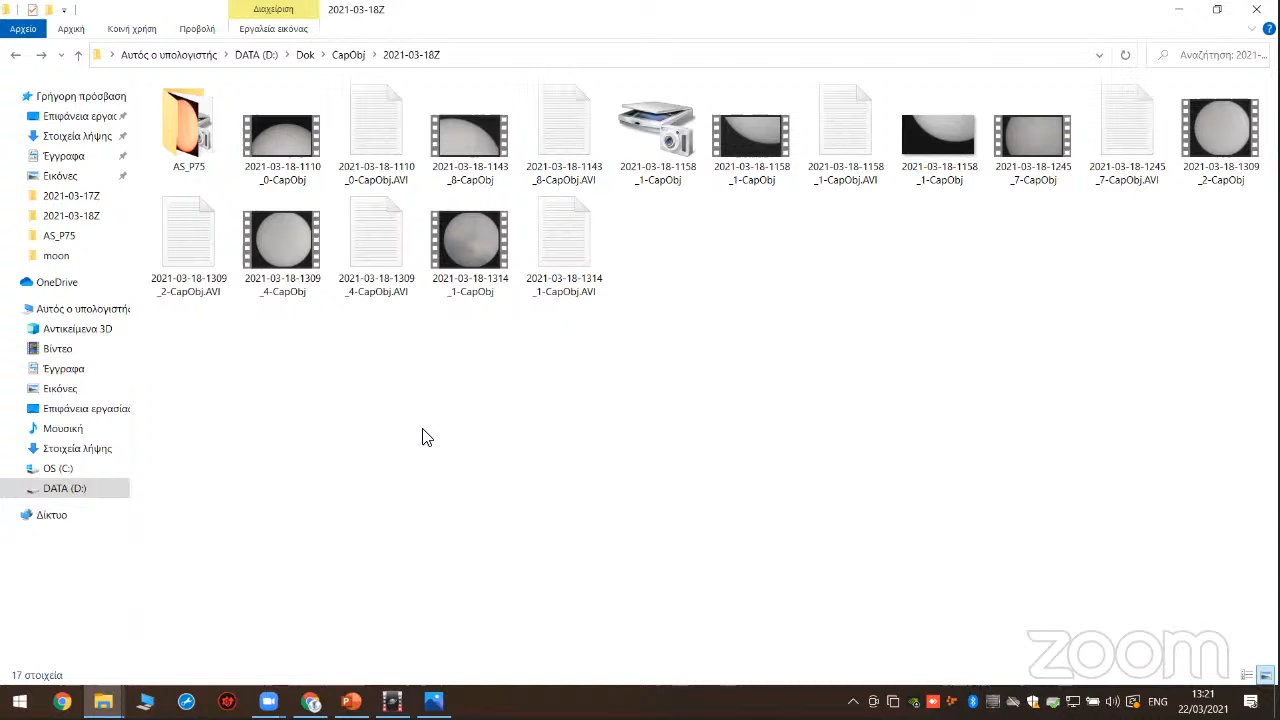 Διαχείριση
2021-03-18Z
Αρχείο
Αρχική
Κοινή χρήση
Προβολή
Εργαλεία εικόνας
Αυτός ο υπολογιστής
DATA (D:)
Dok
CapObj
2021-03-18Z
Αναζήτηση: 2021-...
Γρήγορη πρόσβαση
Επιφάνεια εργας
Στοιχεία λήψης
Έγγραφα
Εικόνες
2021-03-17Z
2021-03-18Z
AS_P75
moon
OneDrive
Αυτός ο υπολογιστής
Αντικείμενα 3D
Βίντεο
Έγγραφα
Εικόνες
Επιφάνεια εργασίας
Μουσική
Στοιχεία λήψης
OS (C:)
DATA (D:)
Δίκτυο
AS_P75
2021-03-18-1110
_0-CapObj
2021-03-18-1110
_0-CapObj.AVI
2021-03-18-1143
_8-CapObj
2021-03-18-1143
_8-CapObj.AVI
2021-03-18-1158
_1-CapObj
2021-03-18-1158
_1-CapObj
2021-03-18-1158
_1-CapObj.AVI
2021-03-18-1158
_1-CapObj
2021-03-18-1245
_7-CapObj
2021-03-18-1245
_7-CapObj.AVI
2021-03-18-1309
_2-CapObj
2021-03-18-1309
_2-CapObj.AVI
2021-03-18-1309
_4-CapObj
2021-03-18-1309
_4-CapObj.AVI
2021-03-18-1314
_1-CapObj
2021-03-18-1314
_1-CapObj.AVI
17 στοιχεία
zoom
ENG
13:21
22/03/2021